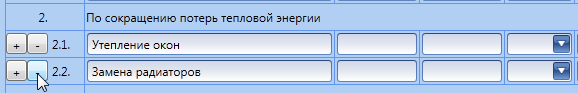 2. По сокращению потерь тепловой энергии
+ - 2.1. Утепление окон
+ - 2.2. Замена радиаторов